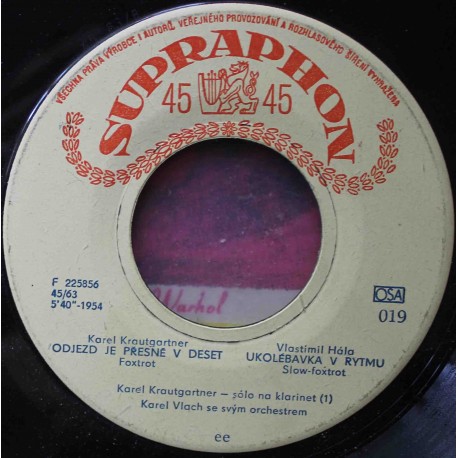 VŠECHNA PRÁVA VÝROBCE I AUTORŮ, VEŘEJNÉHO PROVOZOVÁNÍ A ROZHLASOVÉHO ŠÍŘENÍ VYHRAŽENA
SUPRAPHON
45 45
F 225856
45/63
5'40"-1954
OSA
019
Warhol
Karel Krautgartner
ODJEZD JE PŘESNĚ V DESET
Foxtrot
Vlastimil Hála
UKOLÉBAVKA V RYTMU
Slow-foxtrot
Karel Krautgartner — sólo na klarinet (1)
Karel Vlach se svým orchestrem
ee